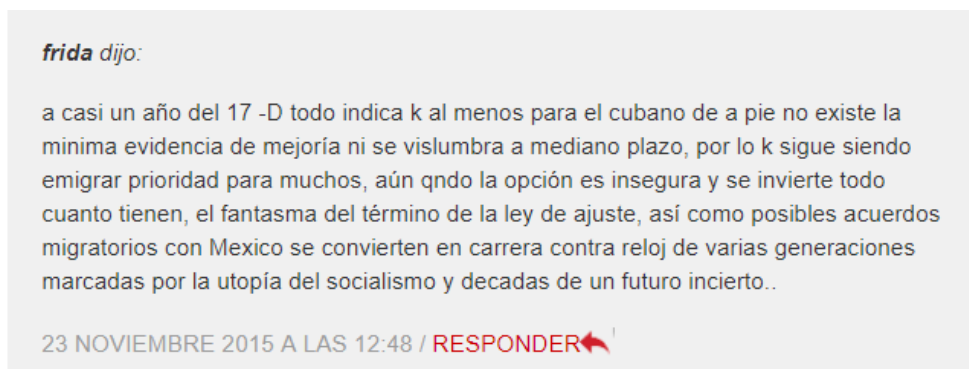 frida dijo:
a casi un año del 17 -D todo indica k al menos para el cubano de a pie no existe la
minima evidencia de mejoría ni se vislumbra a mediano plazo, por lo k sigue siendo
emigrar prioridad para muchos, aún qndo la opción es insegura y se invierte todo
cuanto tienen, el fantasma del término de la ley de ajuste, así como posibles acuerdos
migratorios con Mexico se convierten en carrera contra reloj de varias generaciones
marcadas por la utopía del socialismo y decadas de un futuro incierto..
23 NOVIEMBRE 2015 A LAS 12:48 / RESPONDER